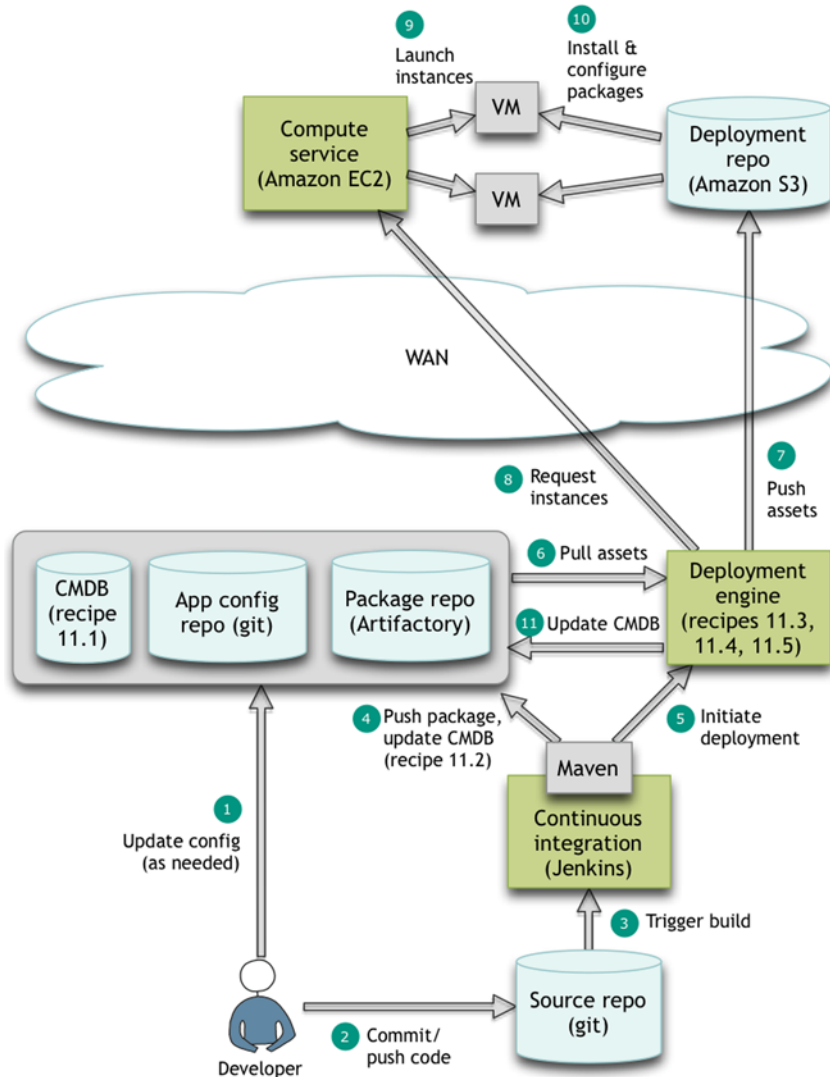 9
Launch
instances
10
Install &
configure
packages
Compute
service
(Amazon EC2)
VM
VM
Deployment
repo
(Amazon S3)
WAN
8
Request
instances
7
Push
assets
CMDB
(recipe
11.1)
App config
repo (git)
Package repo
(Artifactory)
6
Pull assets
11
Update CMDB
Deployment
engine
(recipes 11.3,
11.4, 11.5)
4
Push package,
update CMDB
(recipe 11.2)
5
Initiate
deployment
Maven
Continuous
integration
(Jenkins)
1
Update config
(as needed)
3
Trigger build
Source repo
(git)
2
Commit/
push code
Developer